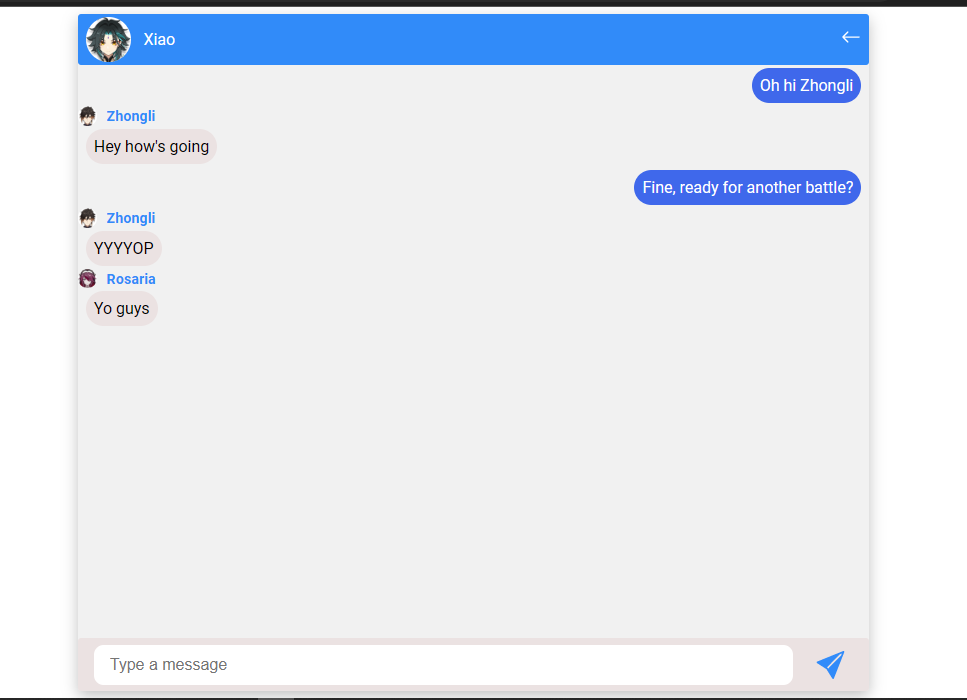 Xiao
Oh hi Zhongli
Zhongli
Hey how's going
Fine, ready for another battle?
Zhongli
YYYYOP
Rosaria
Yo guys
Type a message